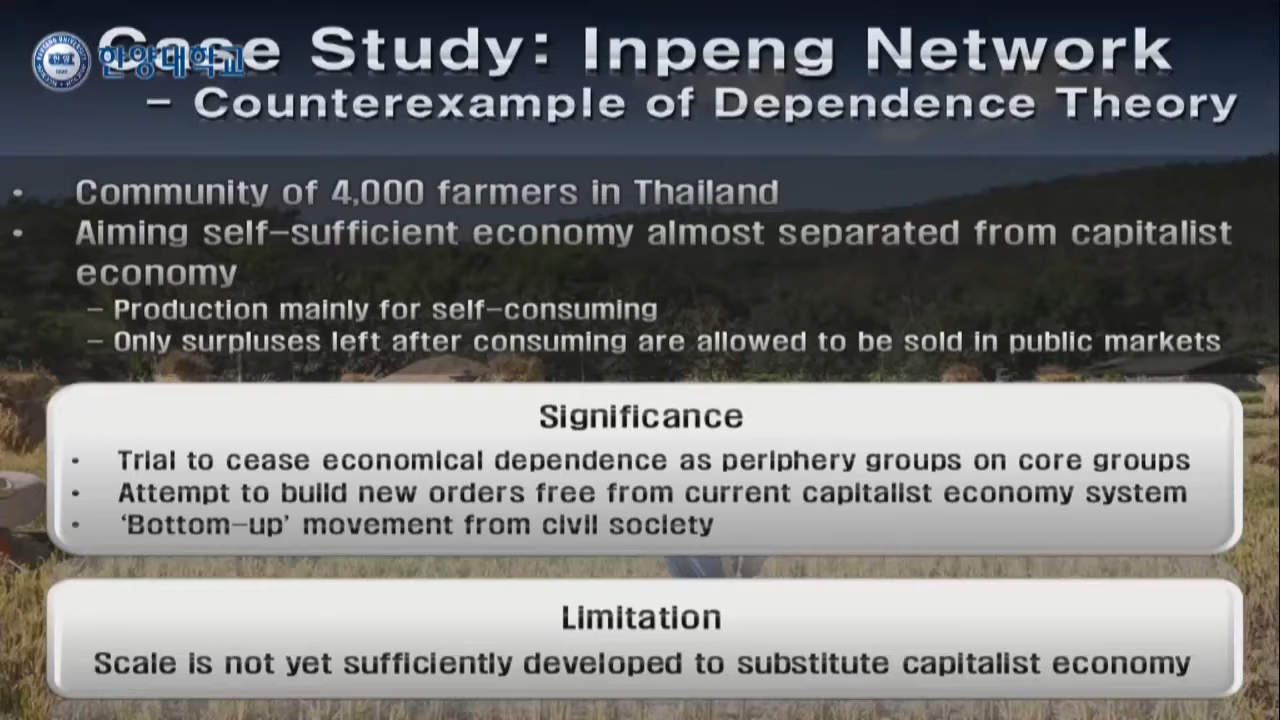 Case Study: Inpeng Network
한양대학교
– Counterexample of Dependence Theory
• Community of 4,000 farmers in Thailand
• Aiming self-sufficient economy almost separated from capitalist
economy
– Production mainly for self-consuming
– Only surpluses left after consuming are allowed to be sold in public markets
Significance
• Trial to cease economical dependence as periphery groups on core groups
• Attempt to build new orders free from current capitalist economy system
• ‘Bottom-up’ movement from civil society
Limitation
Scale is not yet sufficiently developed to substitute capitalist economy